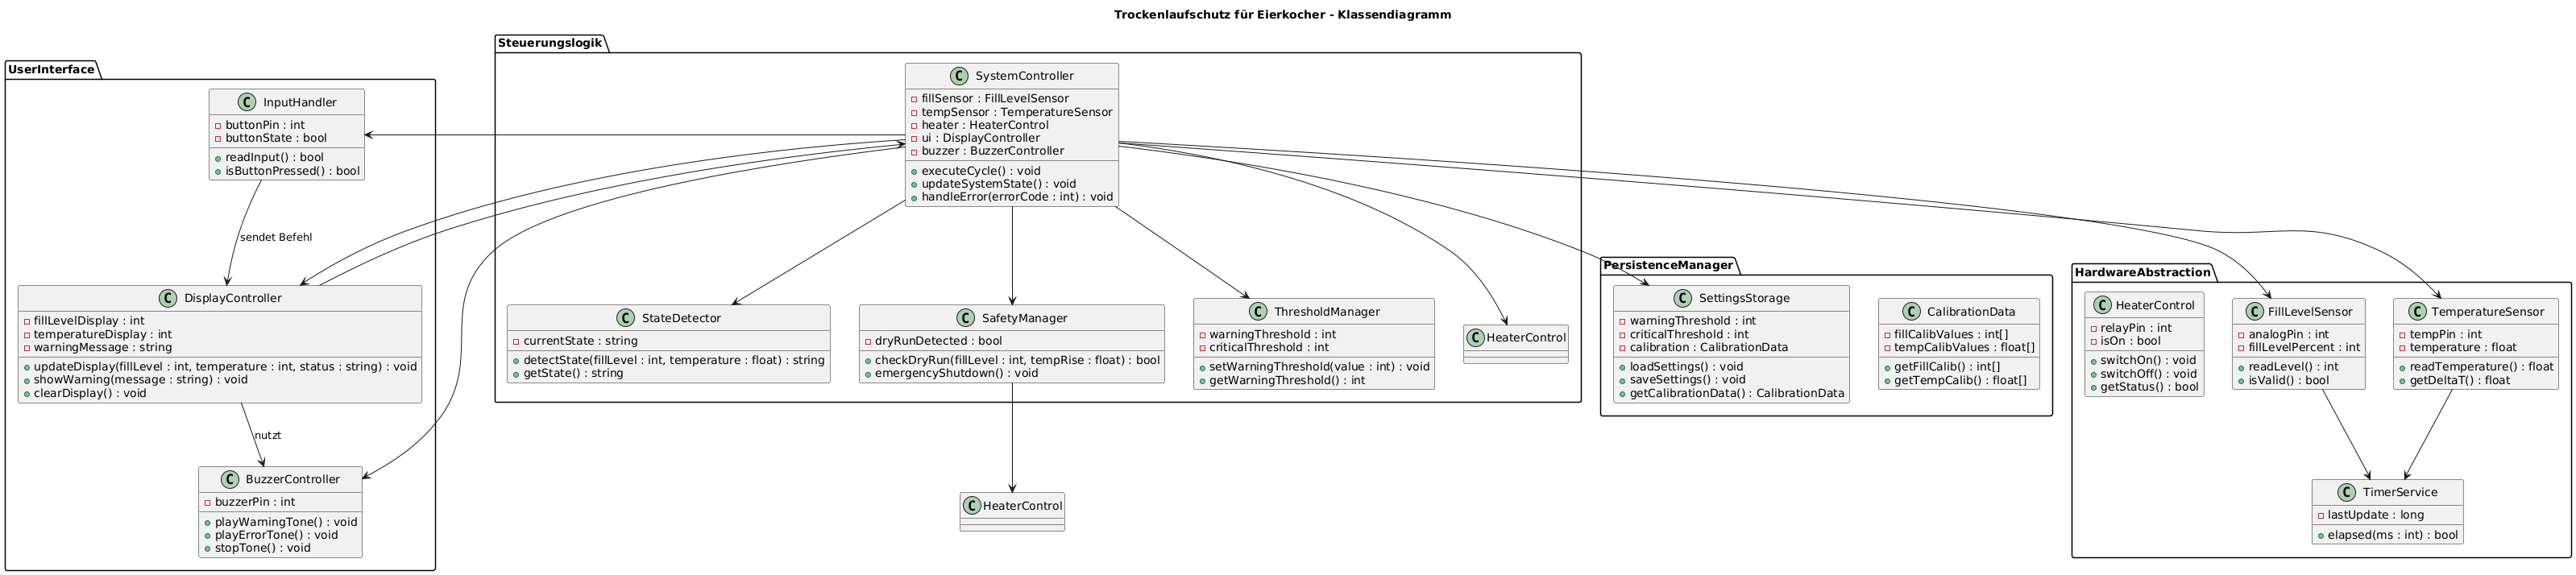 Trockenlaufschutz für Eierkocher - Klassendiagramm
UserInterface
C InputHandler
buttonPin : int
buttonState : bool
readInput() : bool
isButtonPressed() : bool
sendet Befehl
C DisplayController
fillLevelDisplay : int
temperatureDisplay : int
warningMessage : string
updateDisplay(fillLevel : int, temperature : int, status : string) : void
showWarning(message : string) : void
clearDisplay() : void
nutzt
C BuzzerController
buzzerPin : int
playWarningTone() : void
playErrorTone() : void
stopTone() : void
Steuerungslogik
C SystemController
fillSensor : FillLevelSensor
tempSensor : TemperatureSensor
heater : HeaterControl
ui : DisplayController
buzzer : BuzzerController
executeCycle() : void
updateSystemState() : void
handleError(errorCode : int) : void
C StateDetector
currentState : string
detectState(fillLevel : int, temperature : float) : string
getState() : string
C SafetyManager
dryRunDetected : bool
checkDryRun(fillLevel : int, tempRise : float) : bool
emergencyShutdown() : void
C ThresholdManager
warningThreshold : int
criticalThreshold : int
setWarningThreshold(value : int) : void
getWarningThreshold() : int
C HeaterControl
C HeaterControl
PersistenceManager
C SettingsStorage
warningThreshold : int
criticalThreshold : int
calibration : CalibrationData
loadSettings() : void
saveSettings() : void
getCalibrationData() : CalibrationData
C CalibrationData
fillCalibValues : int[]
tempCalibValues : float[]
getFillCalib() : int[]
getTempCalib() : float[]
HardwareAbstraction
C HeaterControl
relayPin : int
isOn : bool
switchOn() : void
switchOff() : void
getStatus() : bool
C FillLevelSensor
analogPin : int
fillLevelPercent : int
readLevel() : int
isValid() : bool
C TemperatureSensor
tempPin : int
temperature : float
readTemperature() : float
getDeltaT() : float
C TimerService
lastUpdate : long
elapsed(ms : int) : bool